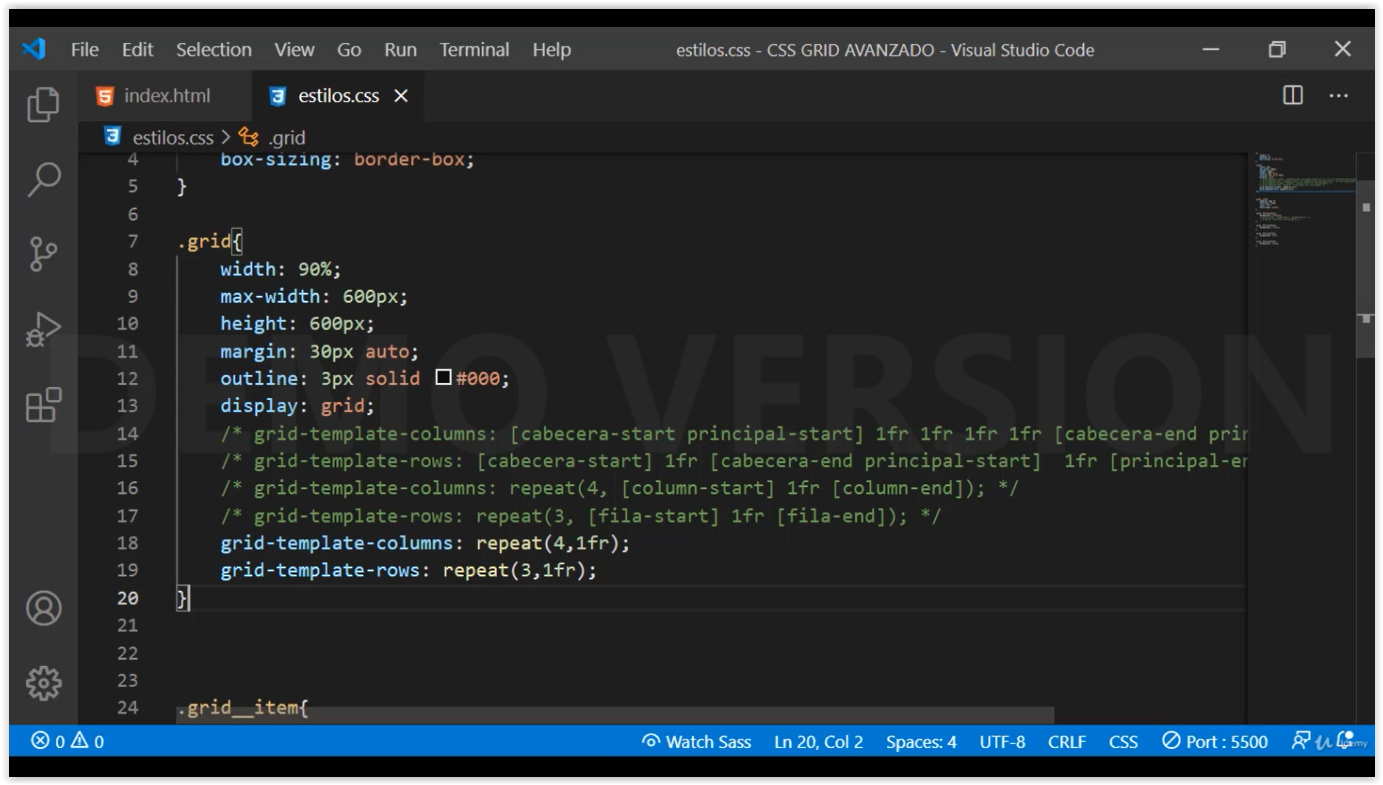 File Edit Selection View Go Run Terminal Help estilos.css - CSS GRID AVANZADO - Visual Studio Code
index.html estilos.css
estilos.css > .grid
4 box-sizing: border-box;
5 }
6
7 .grid{
8 width: 90%;
9 max-width: 600px;
10 height: 600px;
11 margin: 30px auto;
12 outline: 3px solid #000;
13 display: grid;
14 /* grid-template-columns: [cabecera-start principal-start] 1fr 1fr 1fr 1fr [cabecera-end prin
15 /* grid-template-rows: [cabecera-start] 1fr [cabecera-end principal-start]  1fr [principal-en
16 /* grid-template-columns: repeat(4, [column-start] 1fr [column-end]); */
17 /* grid-template-rows: repeat(3, [fila-start] 1fr [fila-end]); */
18 grid-template-columns: repeat(4,1fr);
19 grid-template-rows: repeat(3,1fr);
20 }
21
22
23
24 .grid__item{
DEMO VERSION
0 0 Watch Sass Ln 20, Col 2 Spaces: 4 UTF-8 CRLF CSS Port : 5500